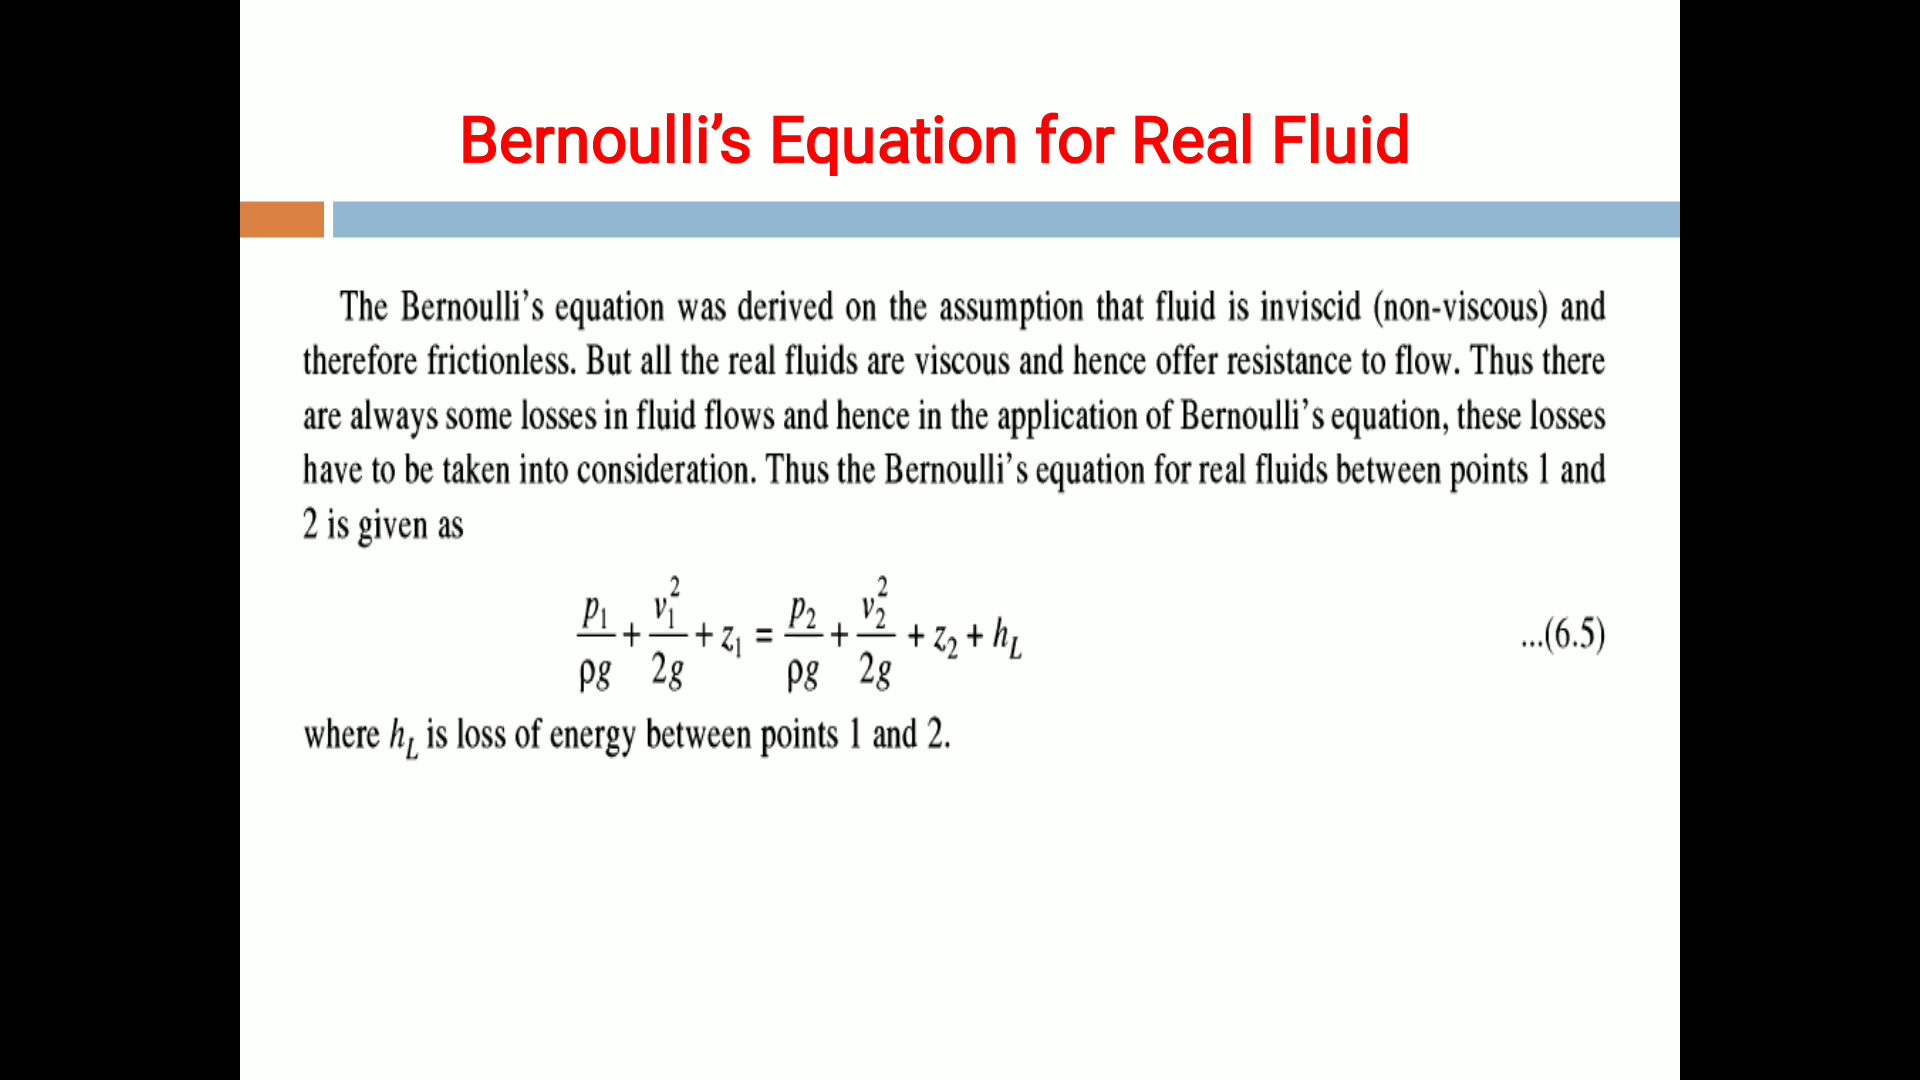 Bernoulli’s Equation for Real Fluid
The Bernoulli’s equation was derived on the assumption that fluid is inviscid (non-viscous) and
therefore frictionless. But all the real fluids are viscous and hence offer resistance to flow. Thus there
are always some losses in fluid flows and hence in the application of Bernoulli’s equation, these losses
have to be taken into consideration. Thus the Bernoulli’s equation for real fluids between points 1 and
2 is given as
p₁/ρg + v₁²/2g + z₁ = p₂/ρg + v₂²/2g + z₂ + h_L ...(6.5)
where h_L is loss of energy between points 1 and 2.